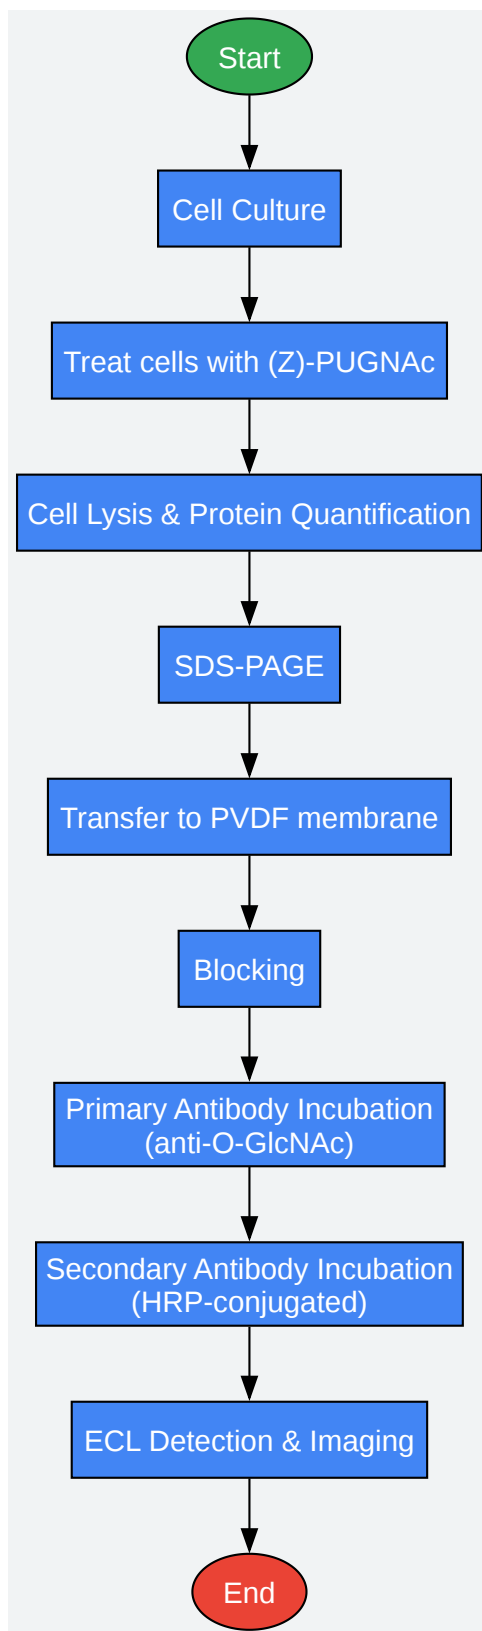 Start
Cell Culture
Treat cells with (Z)-PUGNAc
Cell Lysis & Protein Quantification
SDS-PAGE
Transfer to PVDF membrane
Blocking
Primary Antibody Incubation
(anti-O-GlcNAc)
Secondary Antibody Incubation
(HRP-conjugated)
ECL Detection & Imaging
End